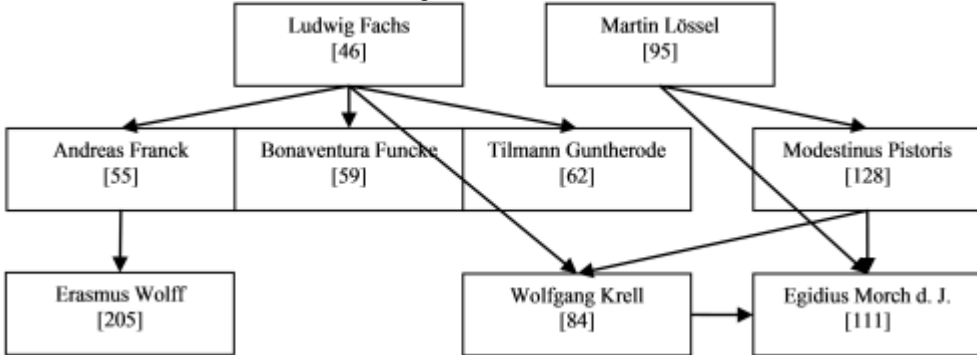 Ludwig Fachs
[46]
Martin Lössel
[95]
Andreas Franck
[55]
Bonaventura Funcke
[59]
Tilmann Guntherode
[62]
Modestinus Pistoris
[128]
Erasmus Wolff
[205]
Wolfgang Krell
[84]
Egidius Morch d. J.
[111]